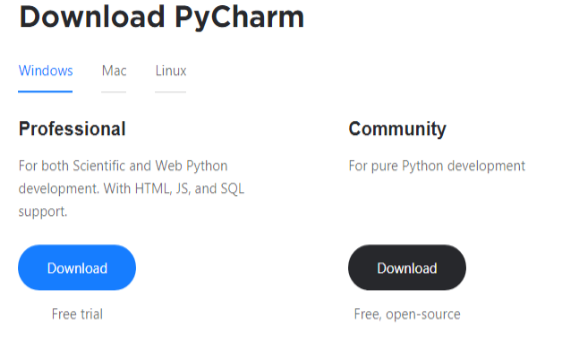 Download PyCharm
Windows Mac Linux
Professional
For both Scientific and Web Python
development. With HTML, JS, and SQL
support.
Download
Free trial
Community
For pure Python development
Download
Free, open-source